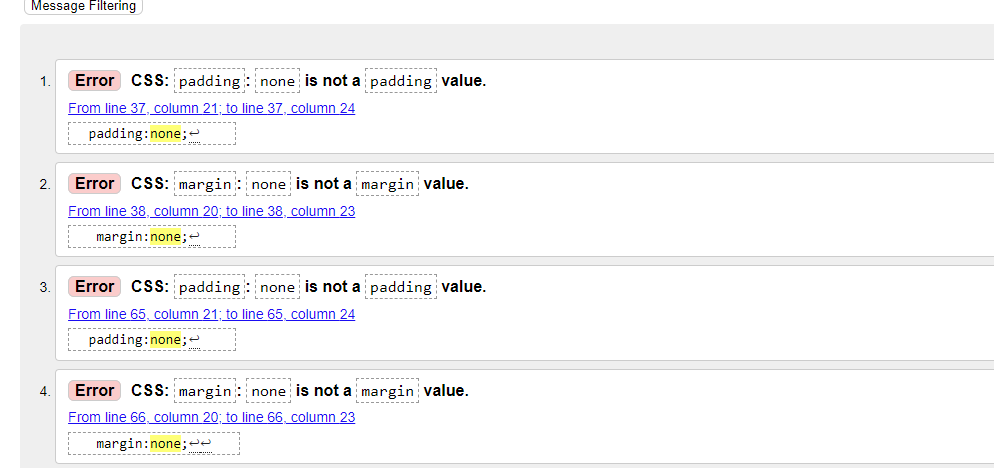 Message Filtering
1. Error CSS: padding: none is not a padding value.
From line 37, column 21; to line 37, column 24
padding:none;↩
2. Error CSS: margin: none is not a margin value.
From line 38, column 20; to line 38, column 23
margin:none;↩
3. Error CSS: padding: none is not a padding value.
From line 65, column 21; to line 65, column 24
padding:none;↩
4. Error CSS: margin: none is not a margin value.
From line 66, column 20; to line 66, column 23
margin:none;↩↩